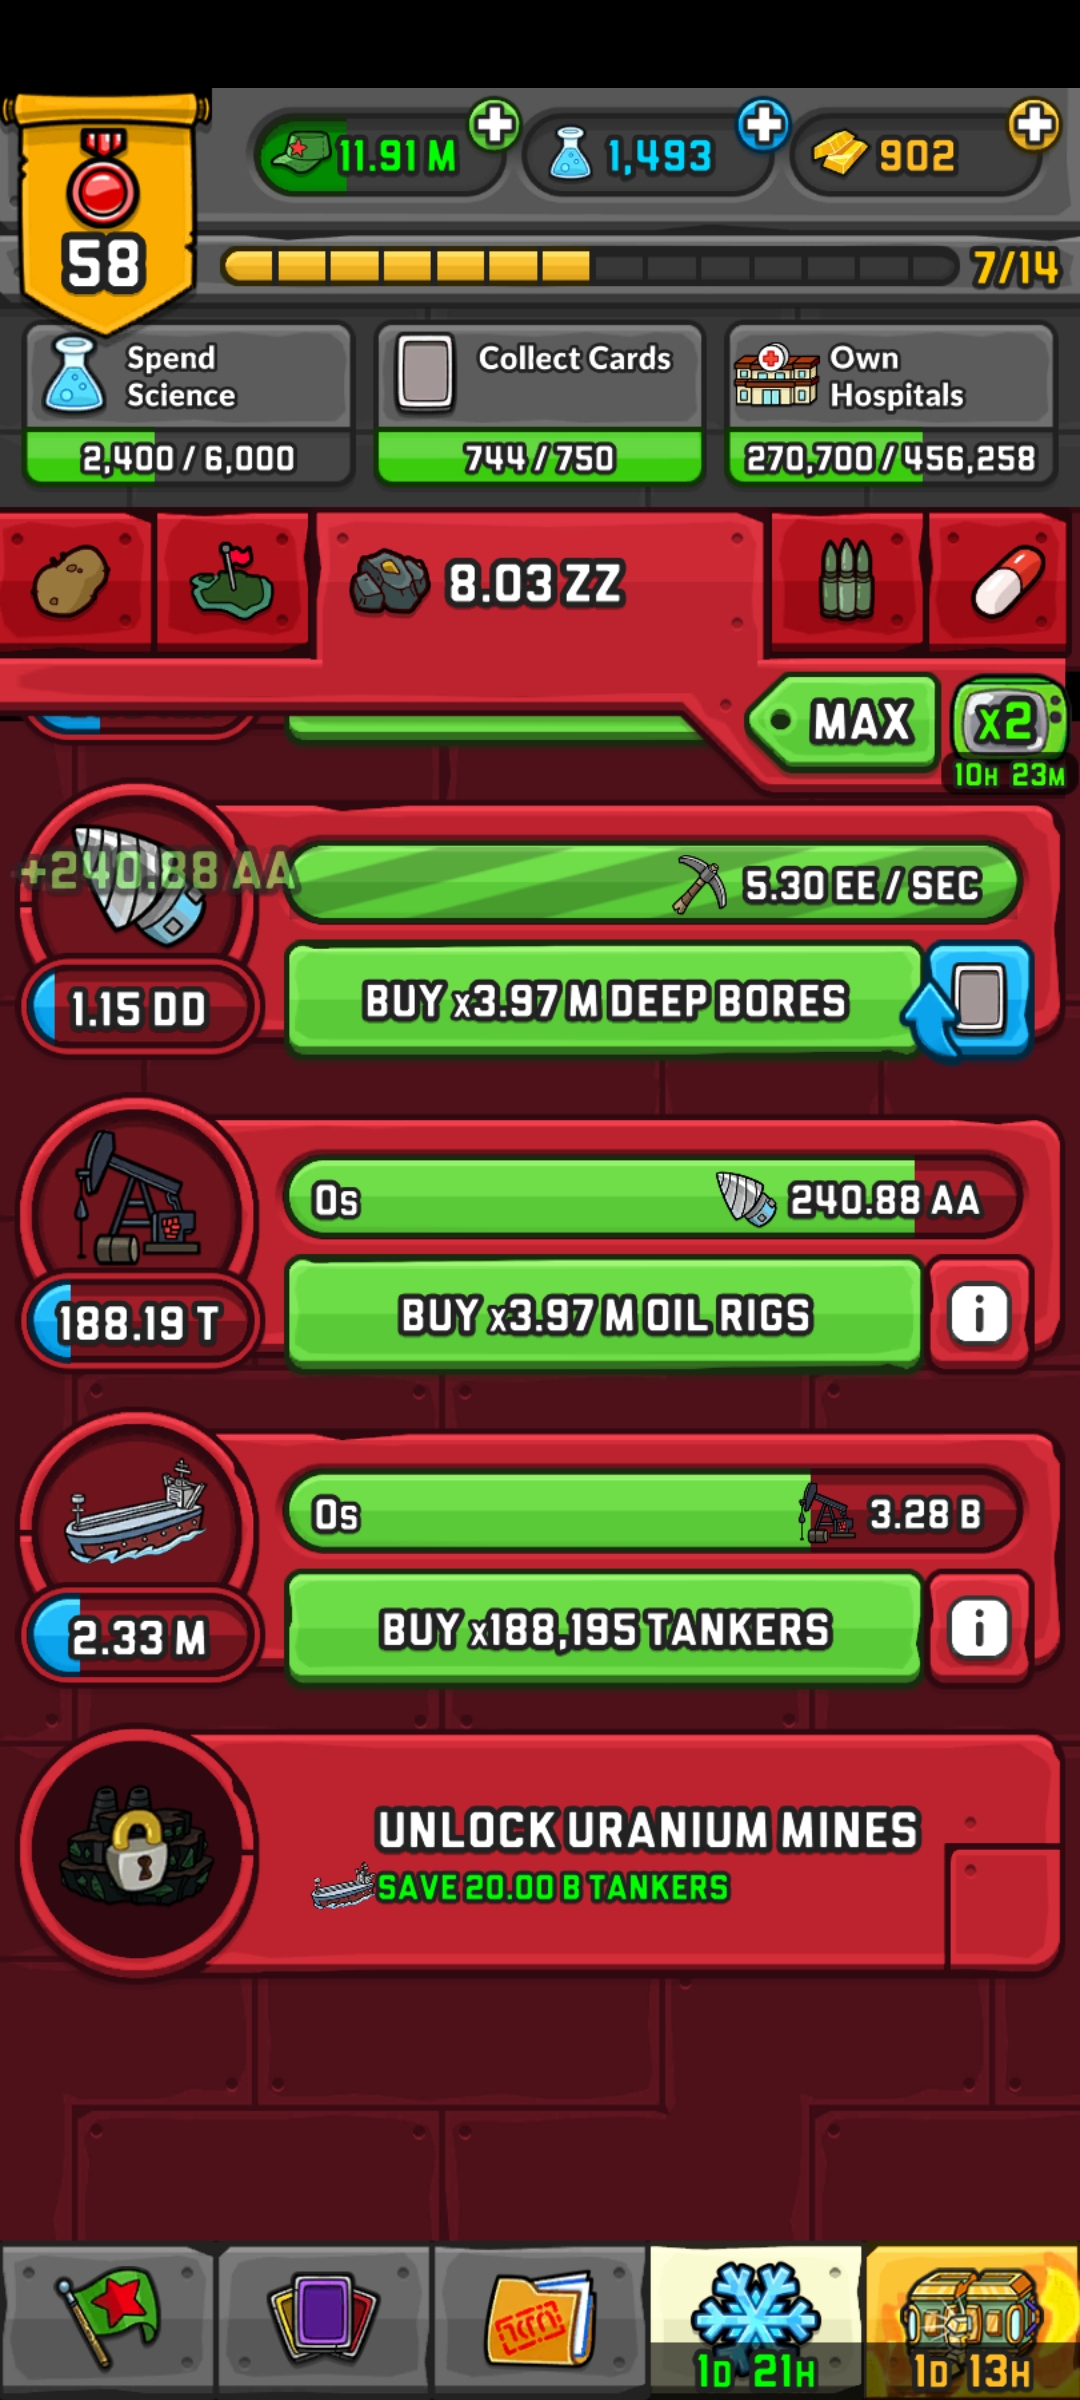 11.91 M
1,493
902
58
7/14
Spend
Science
2,400 / 6,000
Collect Cards
744 / 750
Own
Hospitals
270,700 / 456,258
8.03 ZZ
MAX
x2
10H 23M
+240.88 AA
5.30 EE / SEC
1.15 DD
BUY x3.97 M DEEP BORES
0s
240.88 AA
188.19 T
BUY x3.97 M OIL RIGS
i
0s
3.28 B
2.33 M
BUY x188,195 TANKERS
i
UNLOCK URANIUM MINES
SAVE 20.00 B TANKERS
1D 21H
1D 13H